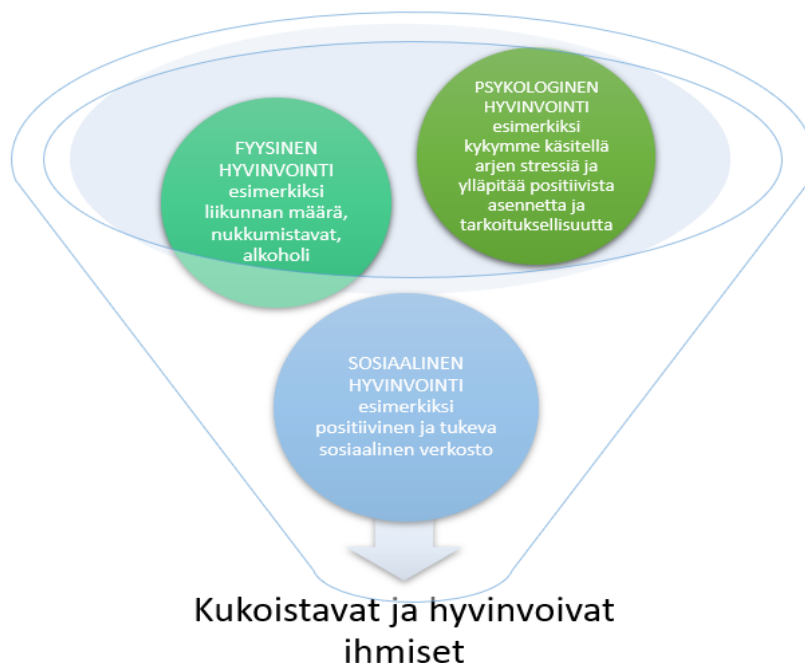 FYYSINEN
HYVINVOINTI
esimerkiksi
liikunnan määrä,
nukkumistavat,
alkoholi
PSYKOLOGINEN
HYVINVOINTI
esimerkiksi
kykymme käsitellä
arjen stressiä ja
ylläpitää positiivista
asennetta ja
tarkoituksellisuutta
SOSIAALINEN
HYVINVOINTI
esimerkiksi
positiivinen ja tukeva
sosiaalinen verkosto
Kukoistavat ja hyvinvoivat
ihmiset